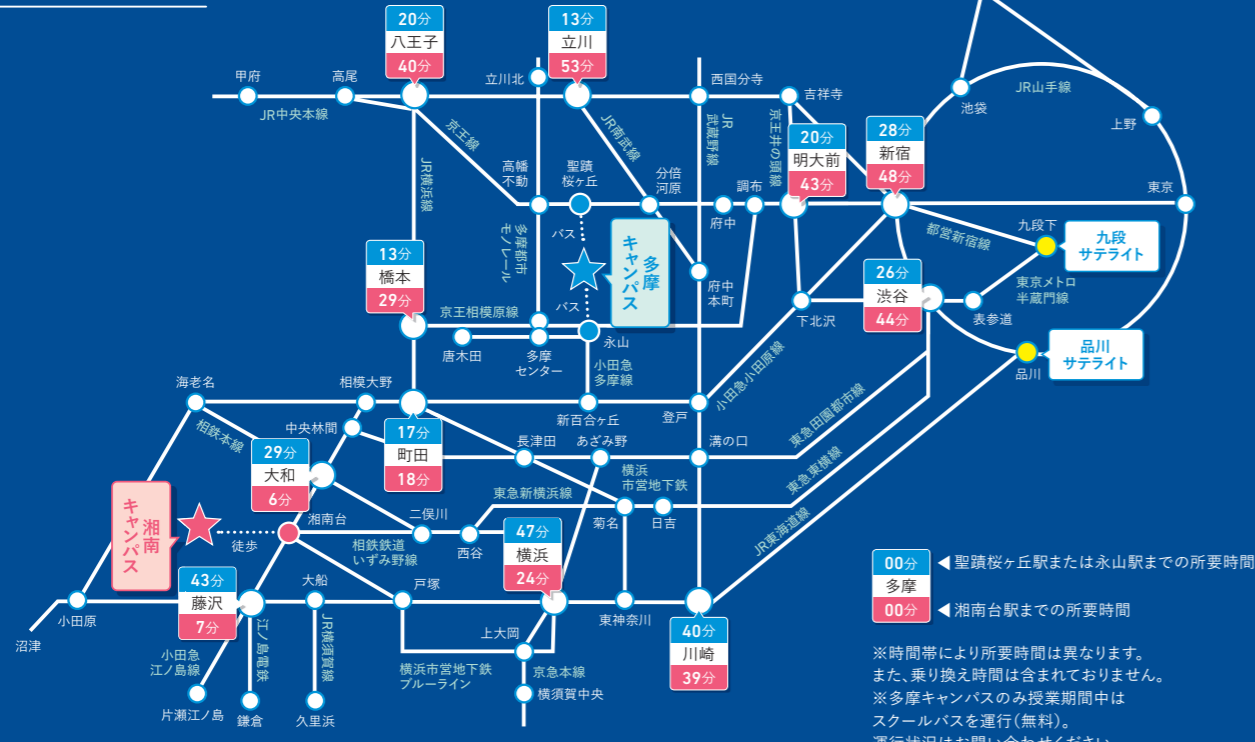 20分
八王子
40分
13分
立川
53分
甲府
高尾
立川北
西国分寺
吉祥寺
池袋
JR山手線
上野
JR中央本線
京王線
JR南武線
JR
武蔵野線
京王井の頭線
20分
明大前
43分
28分
新宿
48分
JR横浜線
高幡
不動
聖蹟
桜ヶ丘
分倍
河原
調布
府中
東京
都営新宿線
九段下
九段
サテライト
多摩都市
モノレール
バス
多摩
キャンパス
バス
府中
本町
13分
橋本
29分
京王相模原線
26分
渋谷
44分
東京メトロ
半蔵門線
表参道
下北沢
唐木田
多摩
センター
永山
小田急
多摩線
小田急小田原線
品川
品川
サテライト
海老名
相模大野
新百合ヶ丘
登戸
相鉄本線
中央林間
17分
町田
18分
長津田
あざみ野
溝の口
東急田園都市線
29分
大和
6分
横浜
市営地下鉄
東急新横浜線
東急東横線
湘南
キャンパス
徒歩
湘南台
二俣川
西谷
菊名
日吉
相鉄鉄道
いずみ野線
47分
横浜
24分
JR東海道線
43分
藤沢
7分
大船
戸塚
東神奈川
小田原
沼津
40分
川崎
39分
上大岡
小田急
江ノ島線
江ノ島電鉄
JR横須賀線
横浜市営地下鉄
ブルーライン
京急本線
横須賀中央
片瀬江ノ島
鎌倉
久里浜
00分
多摩
00分
◀聖蹟桜ヶ丘駅または永山駅までの所要時間
◀湘南台駅までの所要時間
※時間帯により所要時間は異なります。
また、乗り換え時間は含まれておりません。
※多摩キャンパスのみ授業期間中は
スクールバスを運行(無料)。
運行状況はお問い合わせください。